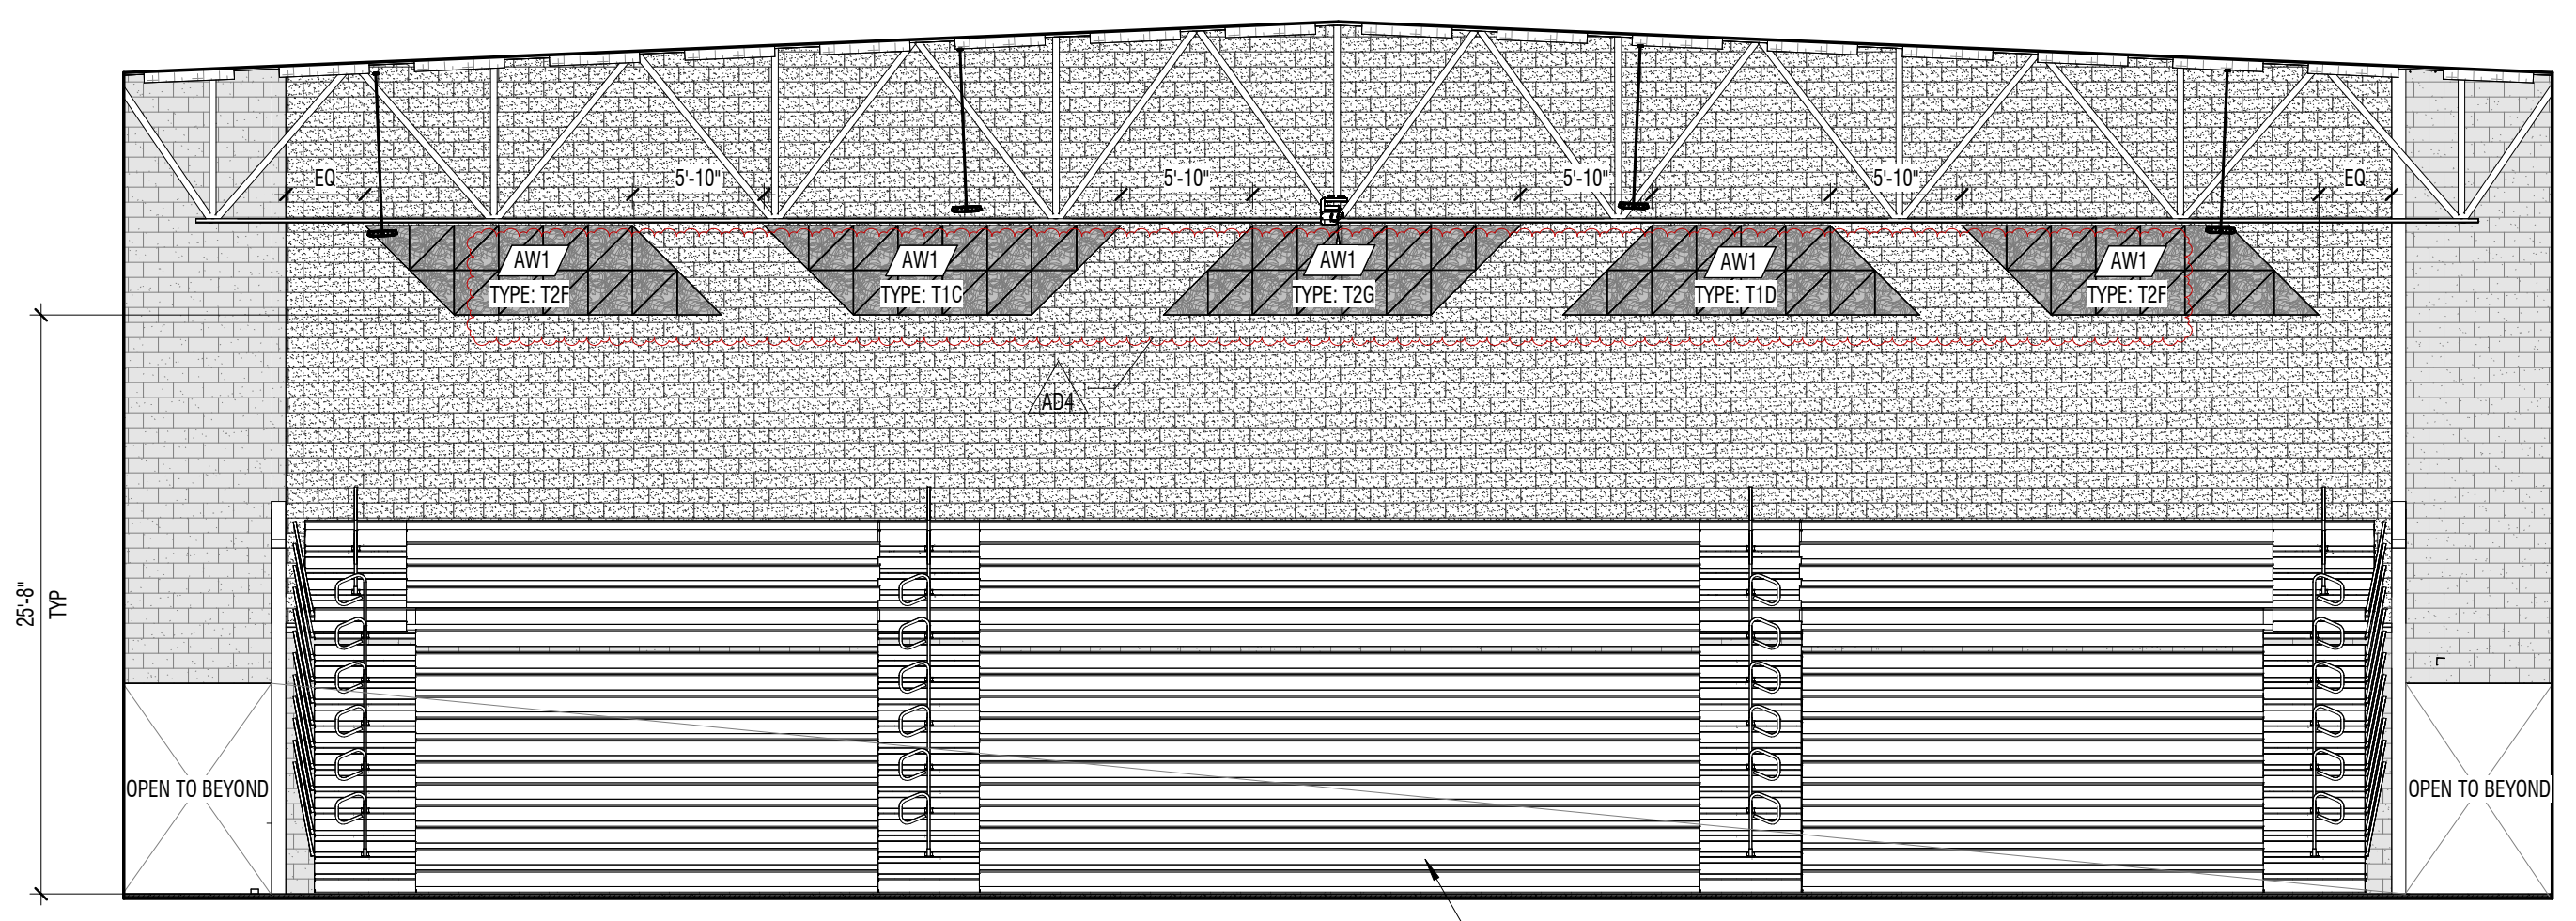 EQ
5'-10"
5'-10"
5'-10"
5'-10"
EQ
AW1
TYPE: T2F
AW1
TYPE: T1C
AW1
TYPE: T2G
AW1
TYPE: T1D
AW1
TYPE: T2F
AD4
25'-8"
TYP
OPEN TO BEYOND
OPEN TO BEYOND